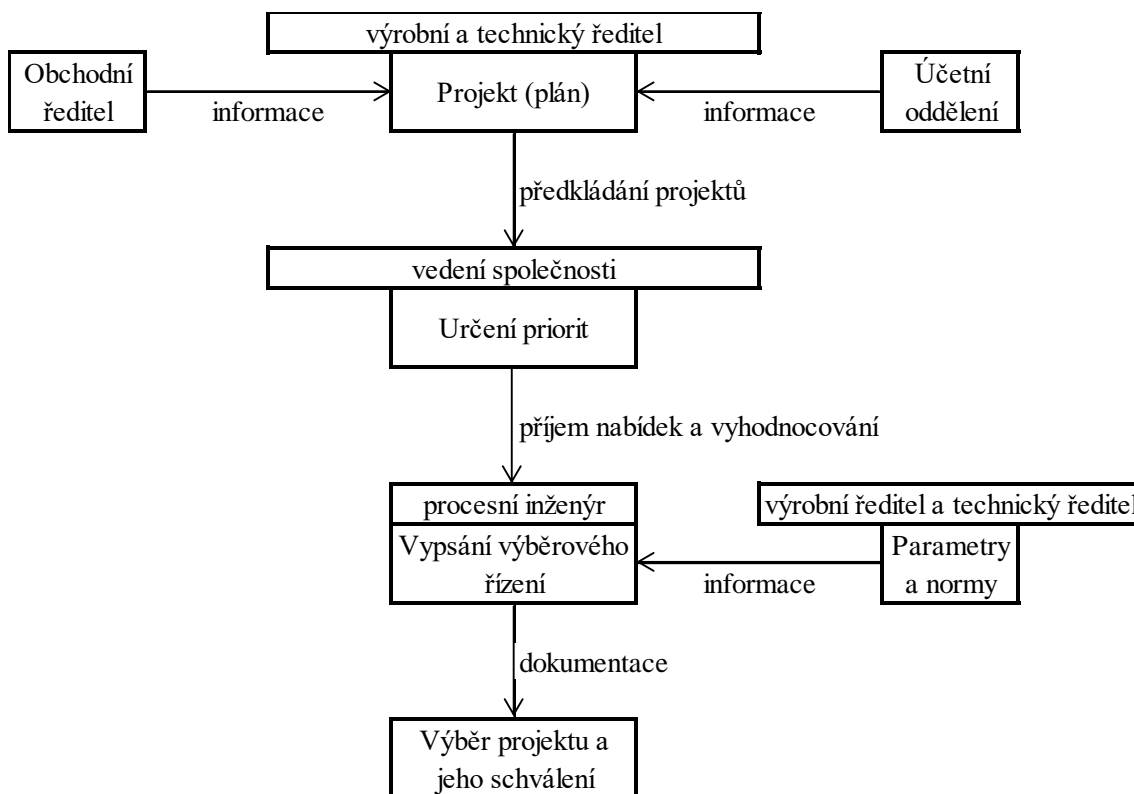 výrobní a technický ředitel
Obchodní
ředitel
informace
Projekt (plán)
informace
Účetní
oddělení
předkládání projektů
vedení společnosti
Určení priorit
příjem nabídek a vyhodnocování
procesní inženýr
Vypsání výběrového
řízení
výrobní ředitel a technický ředitel
Parametry
a normy
informace
dokumentace
Výběr projektu a
jeho schválení